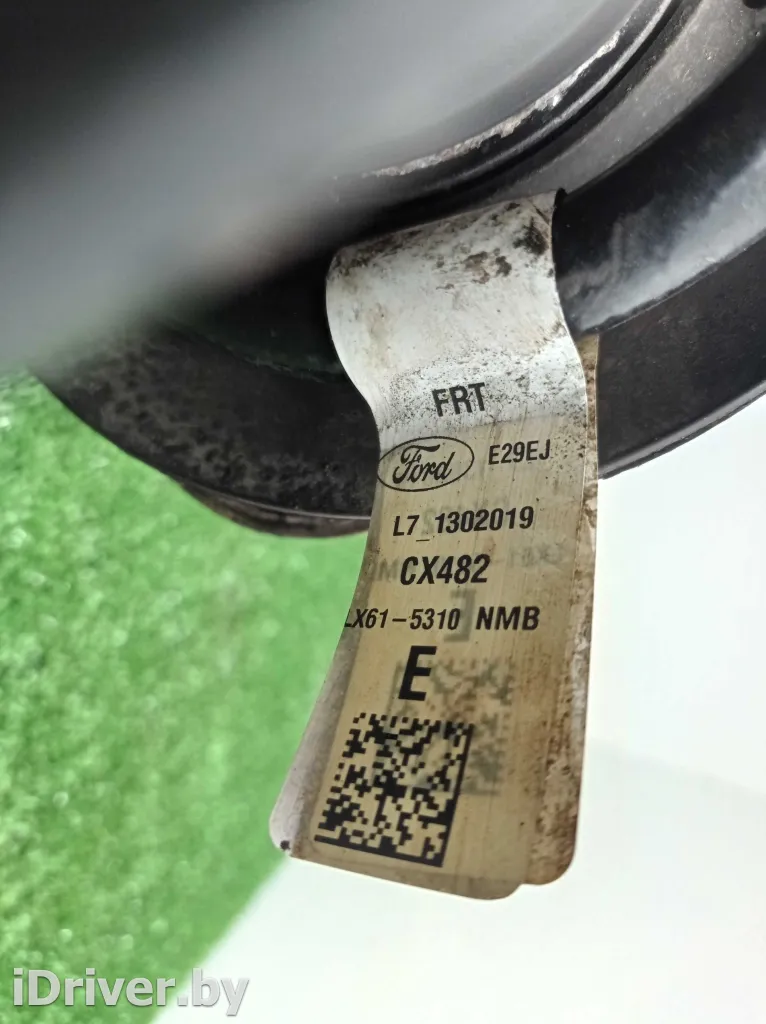 FRT
Ford E29EJ
L7_1302019
CX482
LX61-5310 NMB
E
iDriver.by